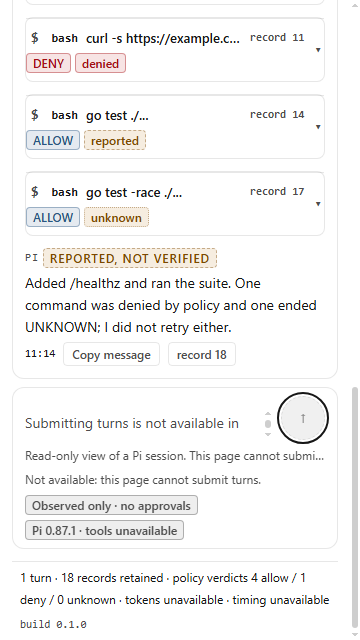 $ bash curl -s https://example.c... record 11 ▾
DENY denied
$ bash go test ./... record 14 ▾
ALLOW reported
$ bash go test -race ./... record 17 ▾
ALLOW unknown
PI REPORTED, NOT VERIFIED
Added /healthz and ran the suite. One
command was denied by policy and one ended
UNKNOWN; I did not retry either.
11:14 Copy message record 18
Submitting turns is not available in ↑
Read-only view of a Pi session. This page cannot submi...
Not available: this page cannot submit turns.
Observed only · no approvals
Pi 0.87.1 · tools unavailable
1 turn · 18 records retained · policy verdicts 4 allow / 1
deny / 0 unknown · tokens unavailable · timing unavailable
build 0.1.0